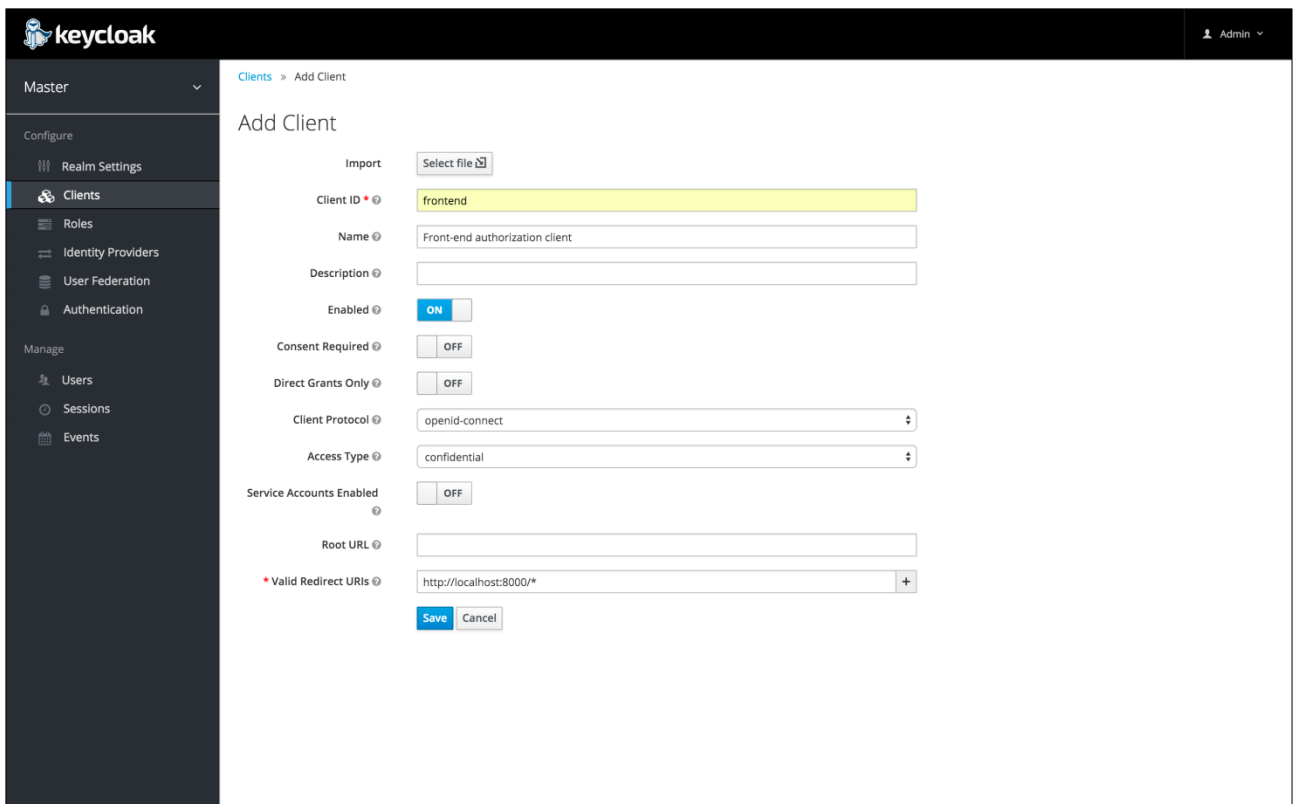 keycloak
Admin
Master
Clients » Add Client
Add Client
Configure
Realm Settings
Clients
Roles
Identity Providers
User Federation
Authentication
Manage
Users
Sessions
Events
Import Select file
Client ID * frontend
Name Front-end authorization client
Description
Enabled ON
Consent Required OFF
Direct Grants Only OFF
Client Protocol openid-connect
Access Type confidential
Service Accounts Enabled OFF
Root URL
* Valid Redirect URIs http://localhost:8000/* +
Save Cancel